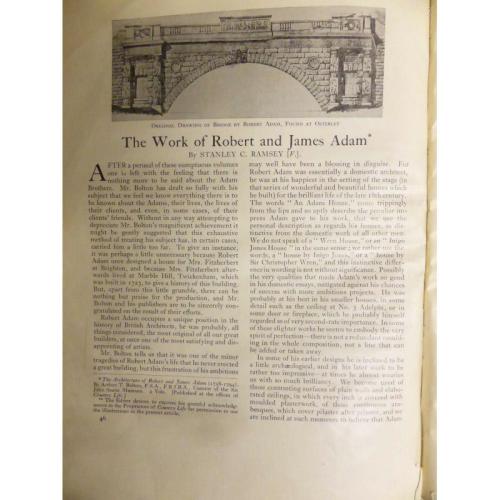 Original Drawing of Bridge by Robert Adam, Found at Osterley
The Work of Robert and James Adam*
By STANLEY C. RAMSEY [F.].
AFTER a perusal of these sumptuous volumes
one is left with the feeling that there is
nothing more to be said about the Adam
Brothers. Mr. Bolton has dealt so fully with his
subject that we feel we know everything there is to
be known about the Adams, their lives, the lives of
their clients, and even, in some cases, of their
clients' friends. Without in any way attempting to
depreciate Mr. Bolton's magnificent achievement it
might be gently suggested that this exhaustive
method of treating his subject has, in certain cases,
carried him a little too far. To give an instance,
it was perhaps a little unnecessary because Robert
Adam once designed a house for Mrs. Fitzherbert
at Brighton, and because Mrs. Fitzherbert after-
wards lived at Marble Hill, Twickenham, which
was built in 1723, to give a history of this building.
But, apart from this little grumble, there can be
nothing but praise for the production, and Mr.
Bolton and his publishers are to be sincerely con-
gratulated on the result of their efforts.
Robert Adam occupies a unique position in the
history of British Architects, he was probably, all
things considered, the most original of all our great
builders, at once one of the most satisfying and dis-
appointing of artists.
Mr. Bolton tells us that it was one of the minor
tragedies of Robert Adam's life that he never erected
a great building, but this frustration of his ambitions
* The Architecture of Robert and James Adam (1758-1794).
By Arthur T. Bolton, F.S.A., F.R.I.B.A., Curator of the Sir
John Soane Museum. 2 Vols. [Published at the offices of
Country Life.]
* The Editor desires to express his grateful acknowledg-
ments to the Proprietors of Country Life for permission to use
the illustrations in the present article.
46
may well have been a blessing in disguise. For
Robert Adam was essentially a domestic architect,
he was at his happiest in the setting of the stage (in
that series of wonderful and beautiful homes which
he built) for the brilliant life of the late 18th century.
The words "An Adam House" come trippingly
from the lips and so aptly describe the peculiar im-
press Adam gave to his work, that we use the
personal description as regards his houses, as dis-
tinctive from the domestic work of all other men.
We do not speak of a "Wren House," or an "Inigo
Jones House" in the same sense; we rather use the
words, a "house by Inigo Jones," or a "house by
Sir Christopher Wren," and this instinctive differ-
ence in wording is not without significance. Possibly
the very qualities that made Adam's work so good
in his domestic essays, mitigated against his chances
of success with more ambitious projects. He was
probably at his best in his smaller houses, in some
detail such as the ceiling at No. 3 Adelphi, or in
some door or fireplace, which he probably himself
regarded as of very second-rate importance. In some
of these slighter works he seems to embody the very
spirit of perfection—there is not a redundant mould-
ing in the whole composition, not a line that can
be added or taken away.
In some of his earlier designs he is inclined to be
a little archæological, and in his later work to be
rather too impressive—at times he almost wearies
us with so much brilliancy. We become used of
those contrasting surfaces of plain walls and elabo-
rated ceilings, in which every inch is covered with
moulded plasterwork, of those continuous ara-
besques, which cover pilaster after pilaster, and we
are inclined at such moments to believe that Adam